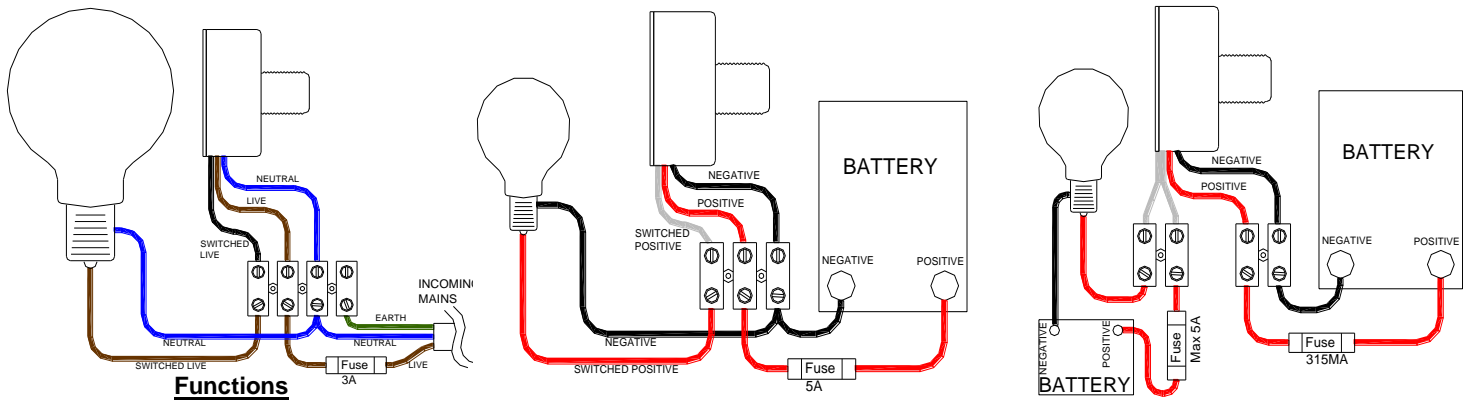 NEUTRAL
LIVE
SWITCHED
LIVE
INCOMIN
MAINS
EARTH
NEUTRAL
NEUTRAL
SWITCHED LIVE
Fuse
3A
LIVE
Functions
NEGATIVE
POSITIVE
SWITCHED
POSITIVE
BATTERY
NEGATIVE
POSITIVE
NEGATIVE
SWITCHED POSITIVE
Fuse
5A
NEGATIVE
POSITIVE
BATTERY
NEGATIVE
POSITIVE
Fuse
315MA
Fuse
Max 5A
NEGATIVE
POSITIVE
BATTERY